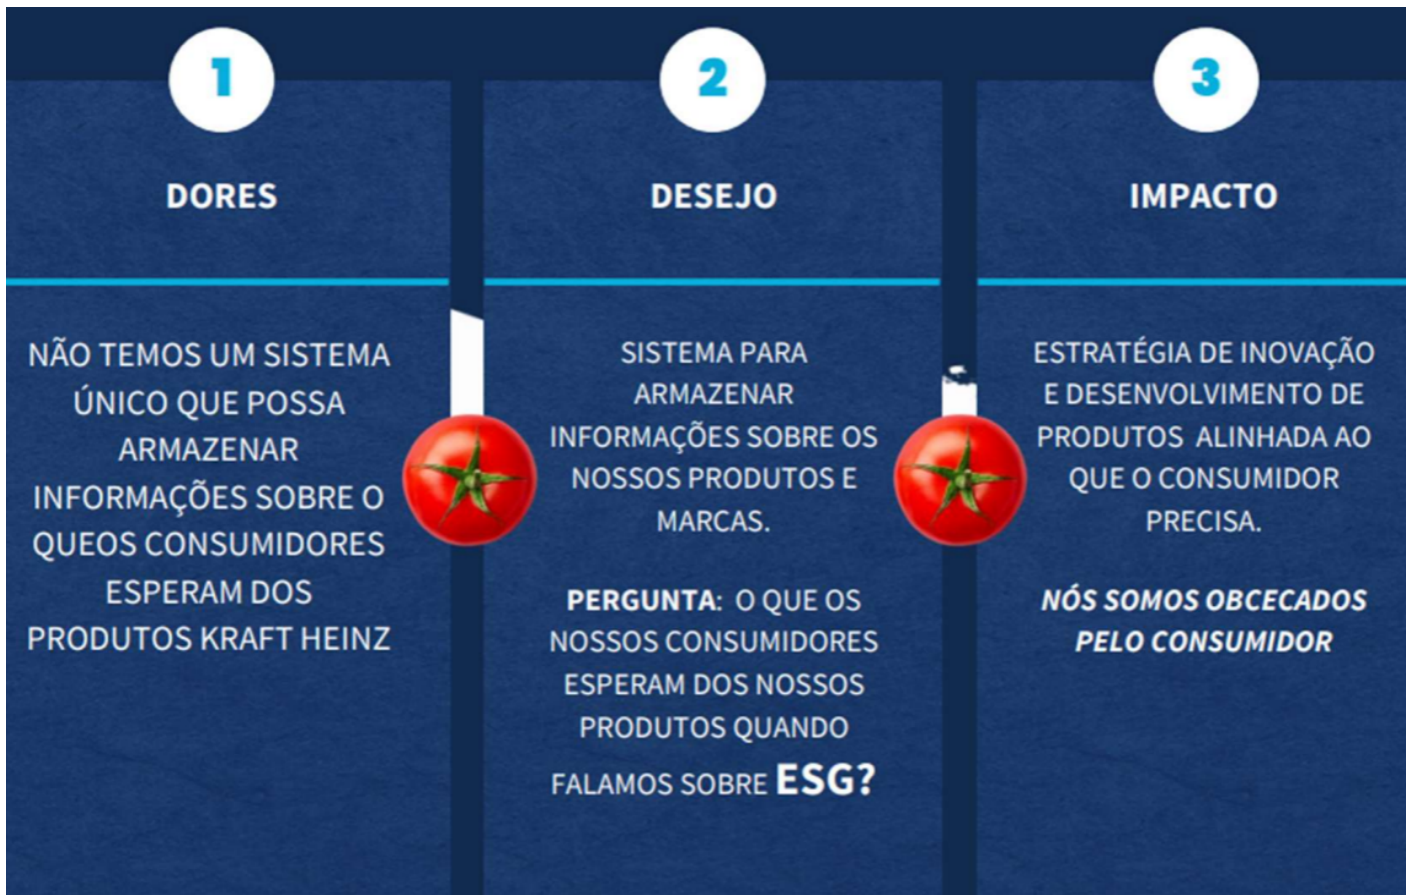 1
DORES
NÃO TEMOS UM SISTEMA
ÚNICO QUE POSSA
ARMAZENAR
INFORMAÇÕES SOBRE O
QUEOS CONSUMIDORES
ESPERAM DOS
PRODUTOS KRAFT HEINZ
2
DESEJO
SISTEMA PARA
ARMAZENAR
INFORMAÇÕES SOBRE OS
NOSSOS PRODUTOS E
MARCAS.
PERGUNTA: O QUE OS
NOSSOS CONSUMIDORES
ESPERAM DOS NOSSOS
PRODUTOS QUANDO
FALAMOS SOBRE ESG?
3
IMPACTO
ESTRATÉGIA DE INOVAÇÃO
E DESENVOLVIMENTO DE
PRODUTOS ALINHADA AO
QUE O CONSUMIDOR
PRECISA.
NÓS SOMOS OBCECADOS
PELO CONSUMIDOR